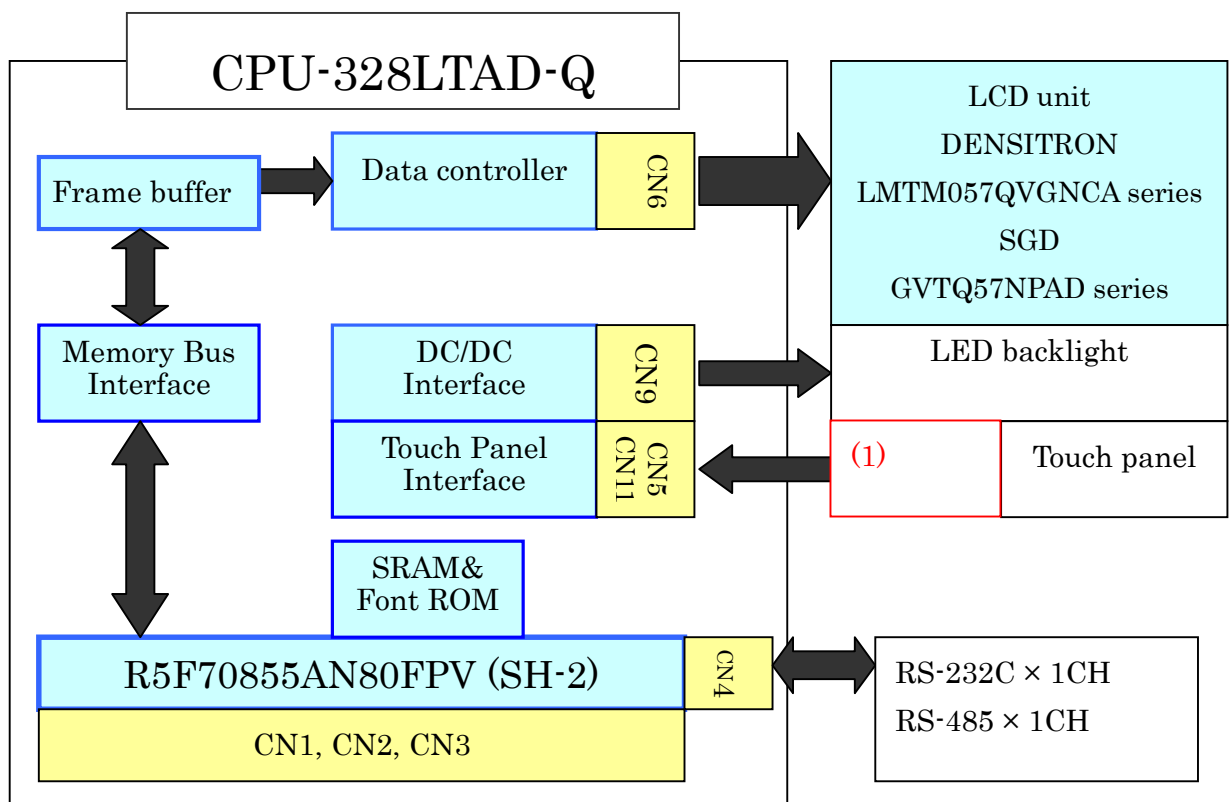 CPU-328LTAD-Q
Frame buffer
Data controller
CN6
LCD unit
DENSITRON
LMTM057QVGNCA series
SGD
GVTQ57NPAD series
Memory Bus
Interface
DC/DC
Interface
CN9
LED backlight
Touch Panel
Interface
CN5
CN11
(1)
Touch panel
SRAM&
Font ROM
R5F70855AN80FPV (SH-2)
CN4
RS-232C × 1CH
RS-485 × 1CH
CN1, CN2, CN3